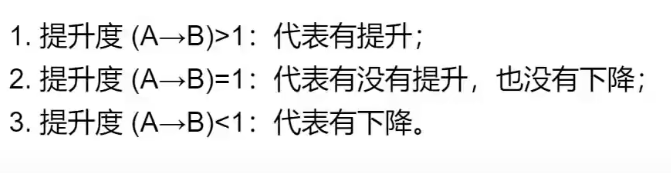 1. 提升度 (A→B)>1：代表有提升；
2. 提升度 (A→B)=1：代表有没有提升，也没有下降；
3. 提升度 (A→B)<1：代表有下降。